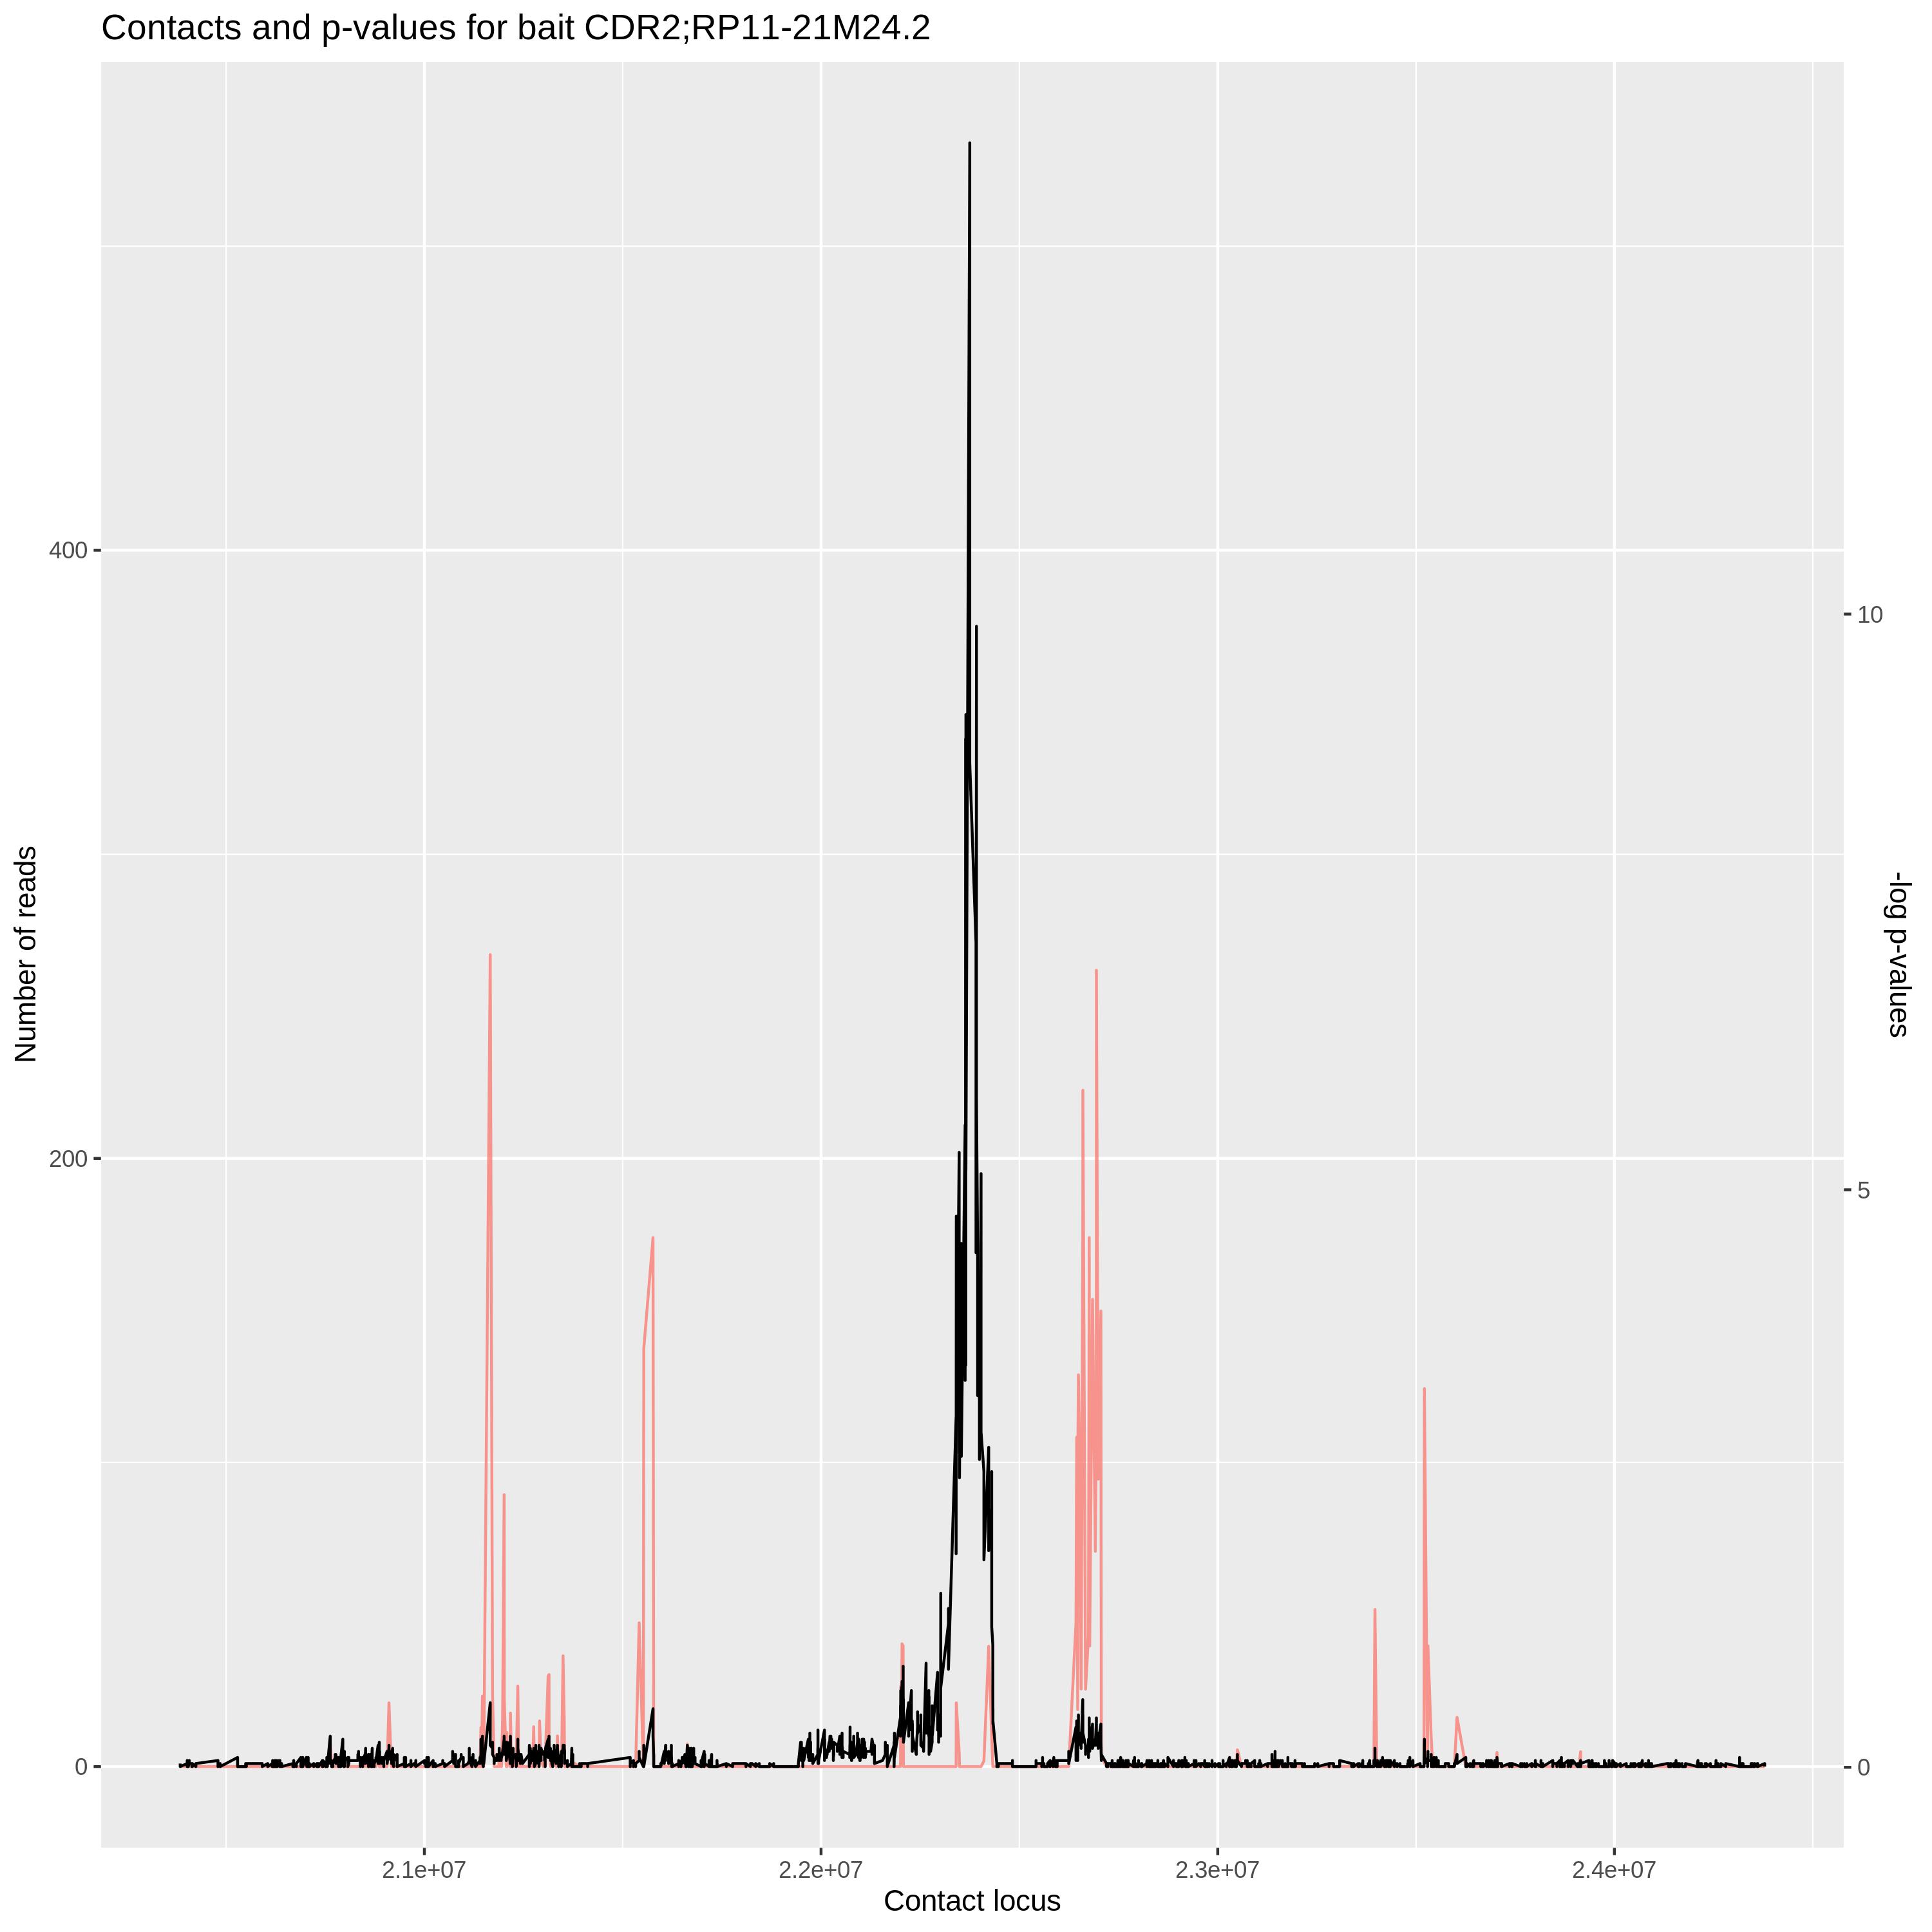 Contacts and p-values for bait CDR2;RP11-21M24.2
Number of reads
400
200
0
10
5
0
-log p-values
2.1e+07
2.2e+07
2.3e+07
2.4e+07
Contact locus